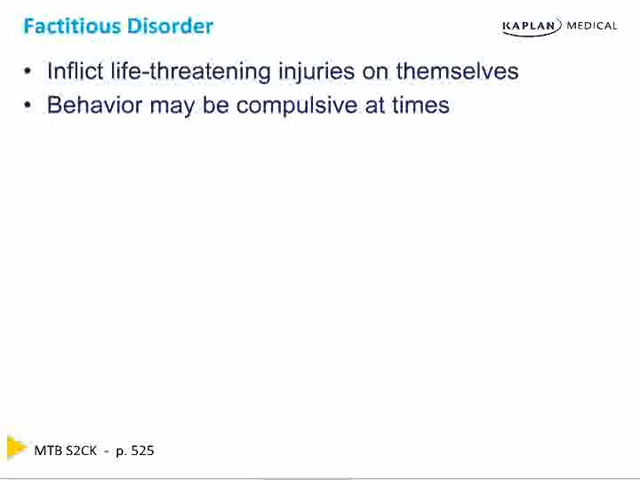 Factitious Disorder
KAPLAN MEDICAL
• Inflict life-threatening injuries on themselves
• Behavior may be compulsive at times
MTB S2CK - p. 525